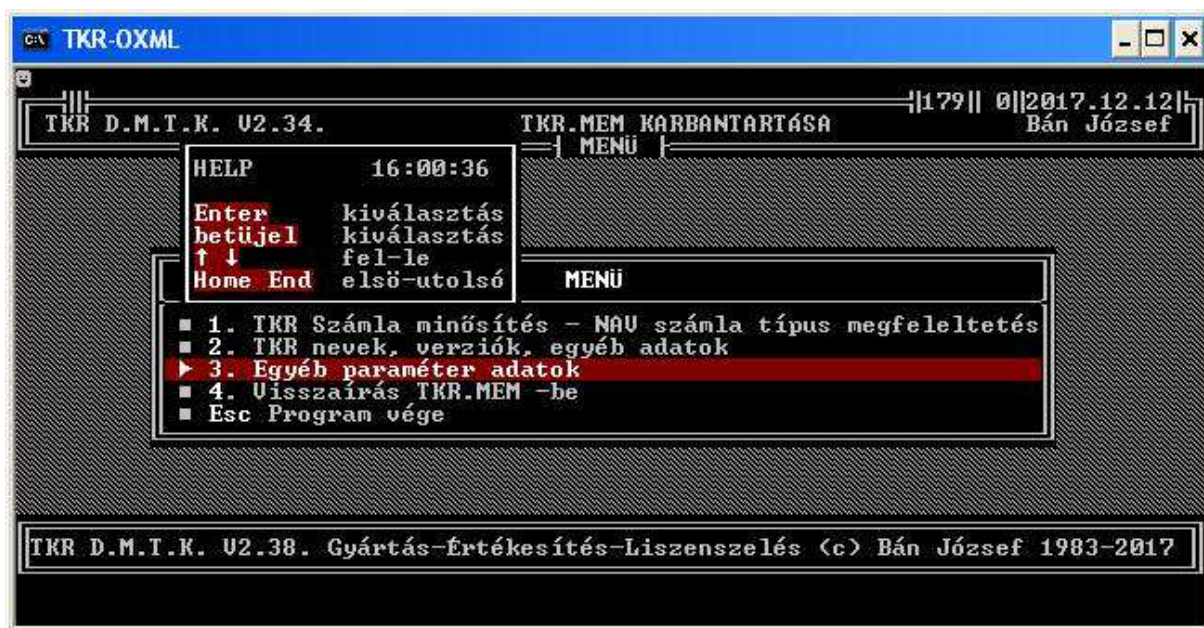 TKR-OXML
179 0 2017.12.12
TKR D.M.T.K. V2.34. TKR.MEM KARBANTARTÁSA Bán József
MENÜ
HELP 16:00:36
Enter kiválasztás
betüjel kiválasztás
↑ ↓ fel-le
Home End elsö-utolsó
MENÜ
1. TKR Számla minősítés - NAV számla típus megfeleltetés
2. TKR nevek, verziók, egyéb adatok
3. Egyéb paraméter adatok
4. Visszaírás TKR.MEM -be
Esc Program vége
TKR D.M.T.K. V2.38. Gyártás-Értékesítés-Liszenszelés (c) Bán József 1983-2017